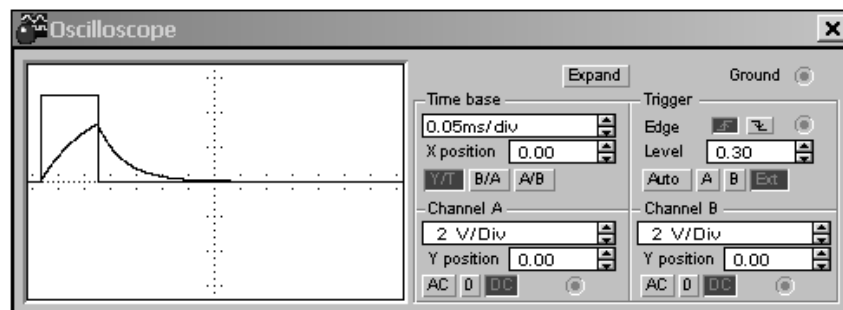 Oscilloscope
Expand
Ground
Time base
0.05ms/div
X position 0.00
Y/T B/A A/B
Trigger
Edge
Level 0.30
Auto A B Ext
Channel A
2 V/Div
Y position 0.00
AC 0 DC
Channel B
2 V/Div
Y position 0.00
AC 0 DC